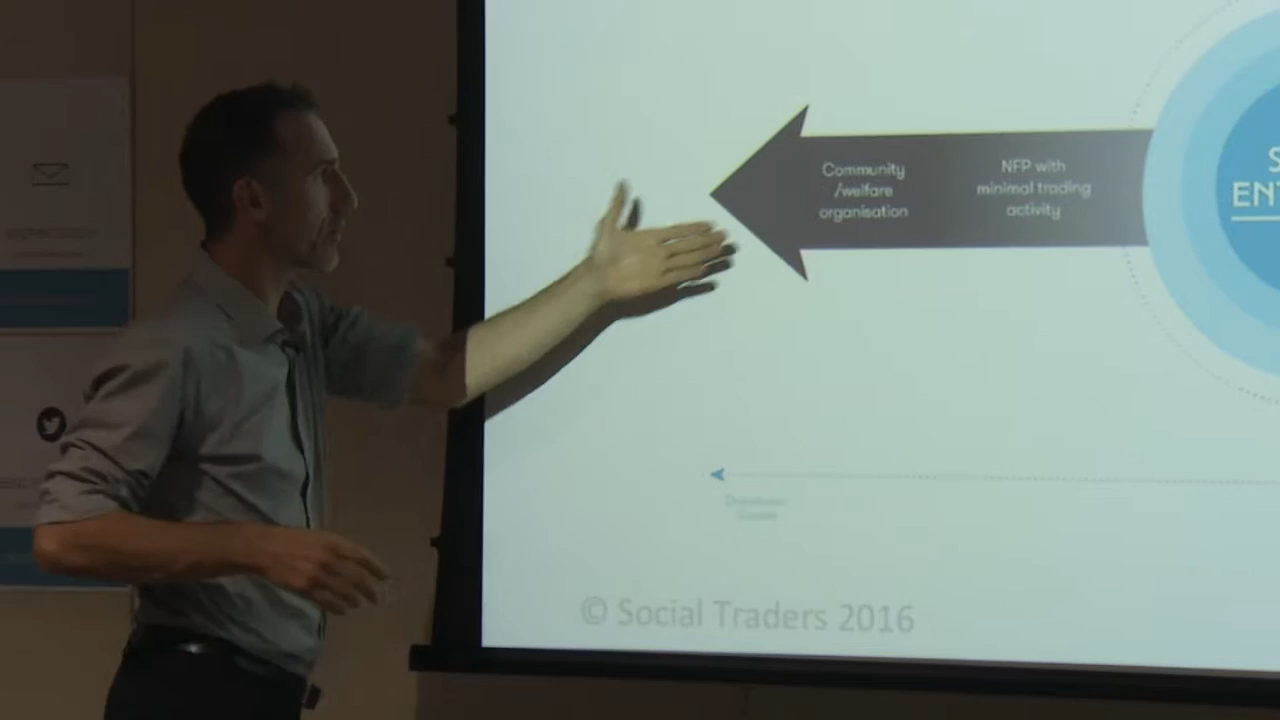 Community
/welfare
organisation
NFP with
minimal trading
activity
S
ENT
© Social Traders 2016